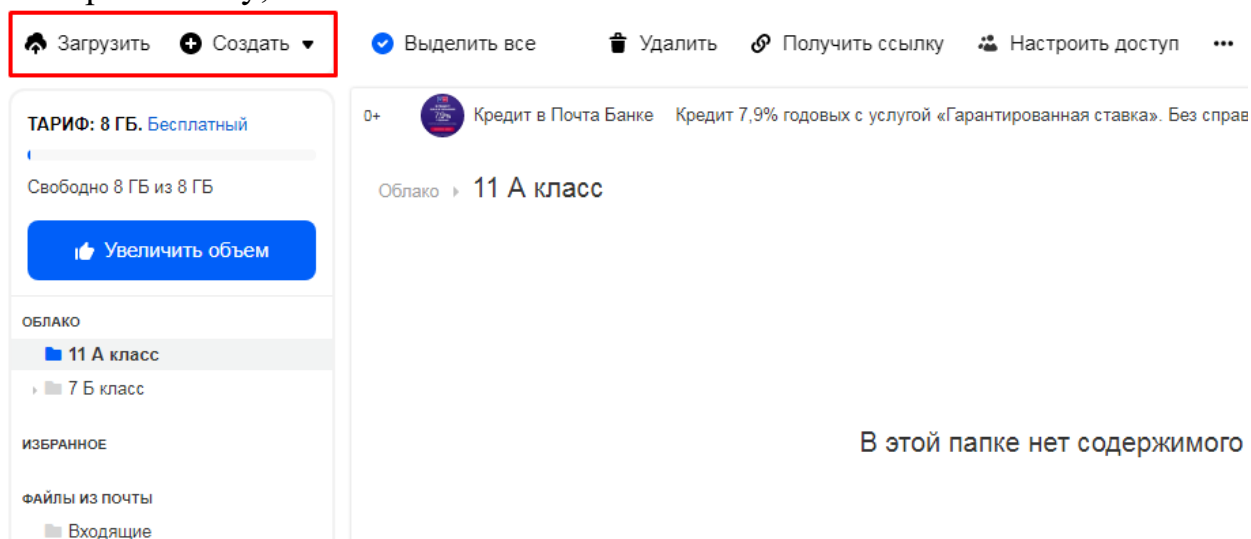 Загрузить Создать Выделить все Удалить Получить ссылку Настроить доступ •••
ТАРИФ: 8 ГБ. Бесплатный
Свободно 8 ГБ из 8 ГБ
Увеличить объем
ОБЛАКО
11 А класс
7 Б класс
ИЗБРАННОЕ
ФАЙЛЫ ИЗ ПОЧТЫ
Входящие
0+ Кредит в Почта Банке Кредит 7,9% годовых с услугой «Гарантированная ставка». Без справ
Облако 11 А класс
В этой папке нет содержимого